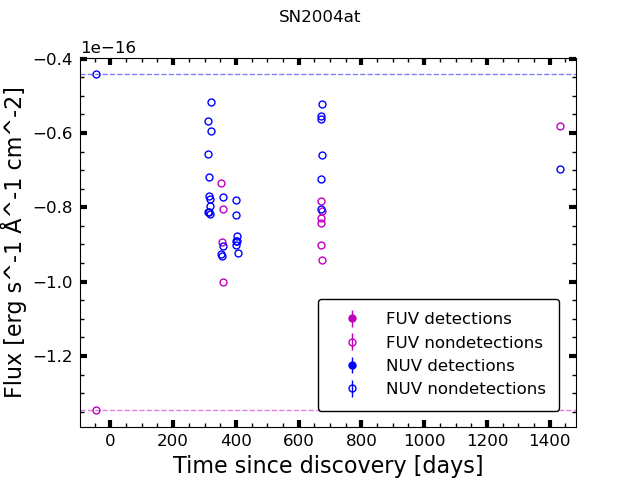 SN2004at
1e−16
−0.4
−0.6
−0.8
−1.0
−1.2
Flux [erg s^-1 Å^-1 cm^-2]
FUV detections
FUV nondetections
NUV detections
NUV nondetections
0 200 400 600 800 1000 1200 1400
Time since discovery [days]